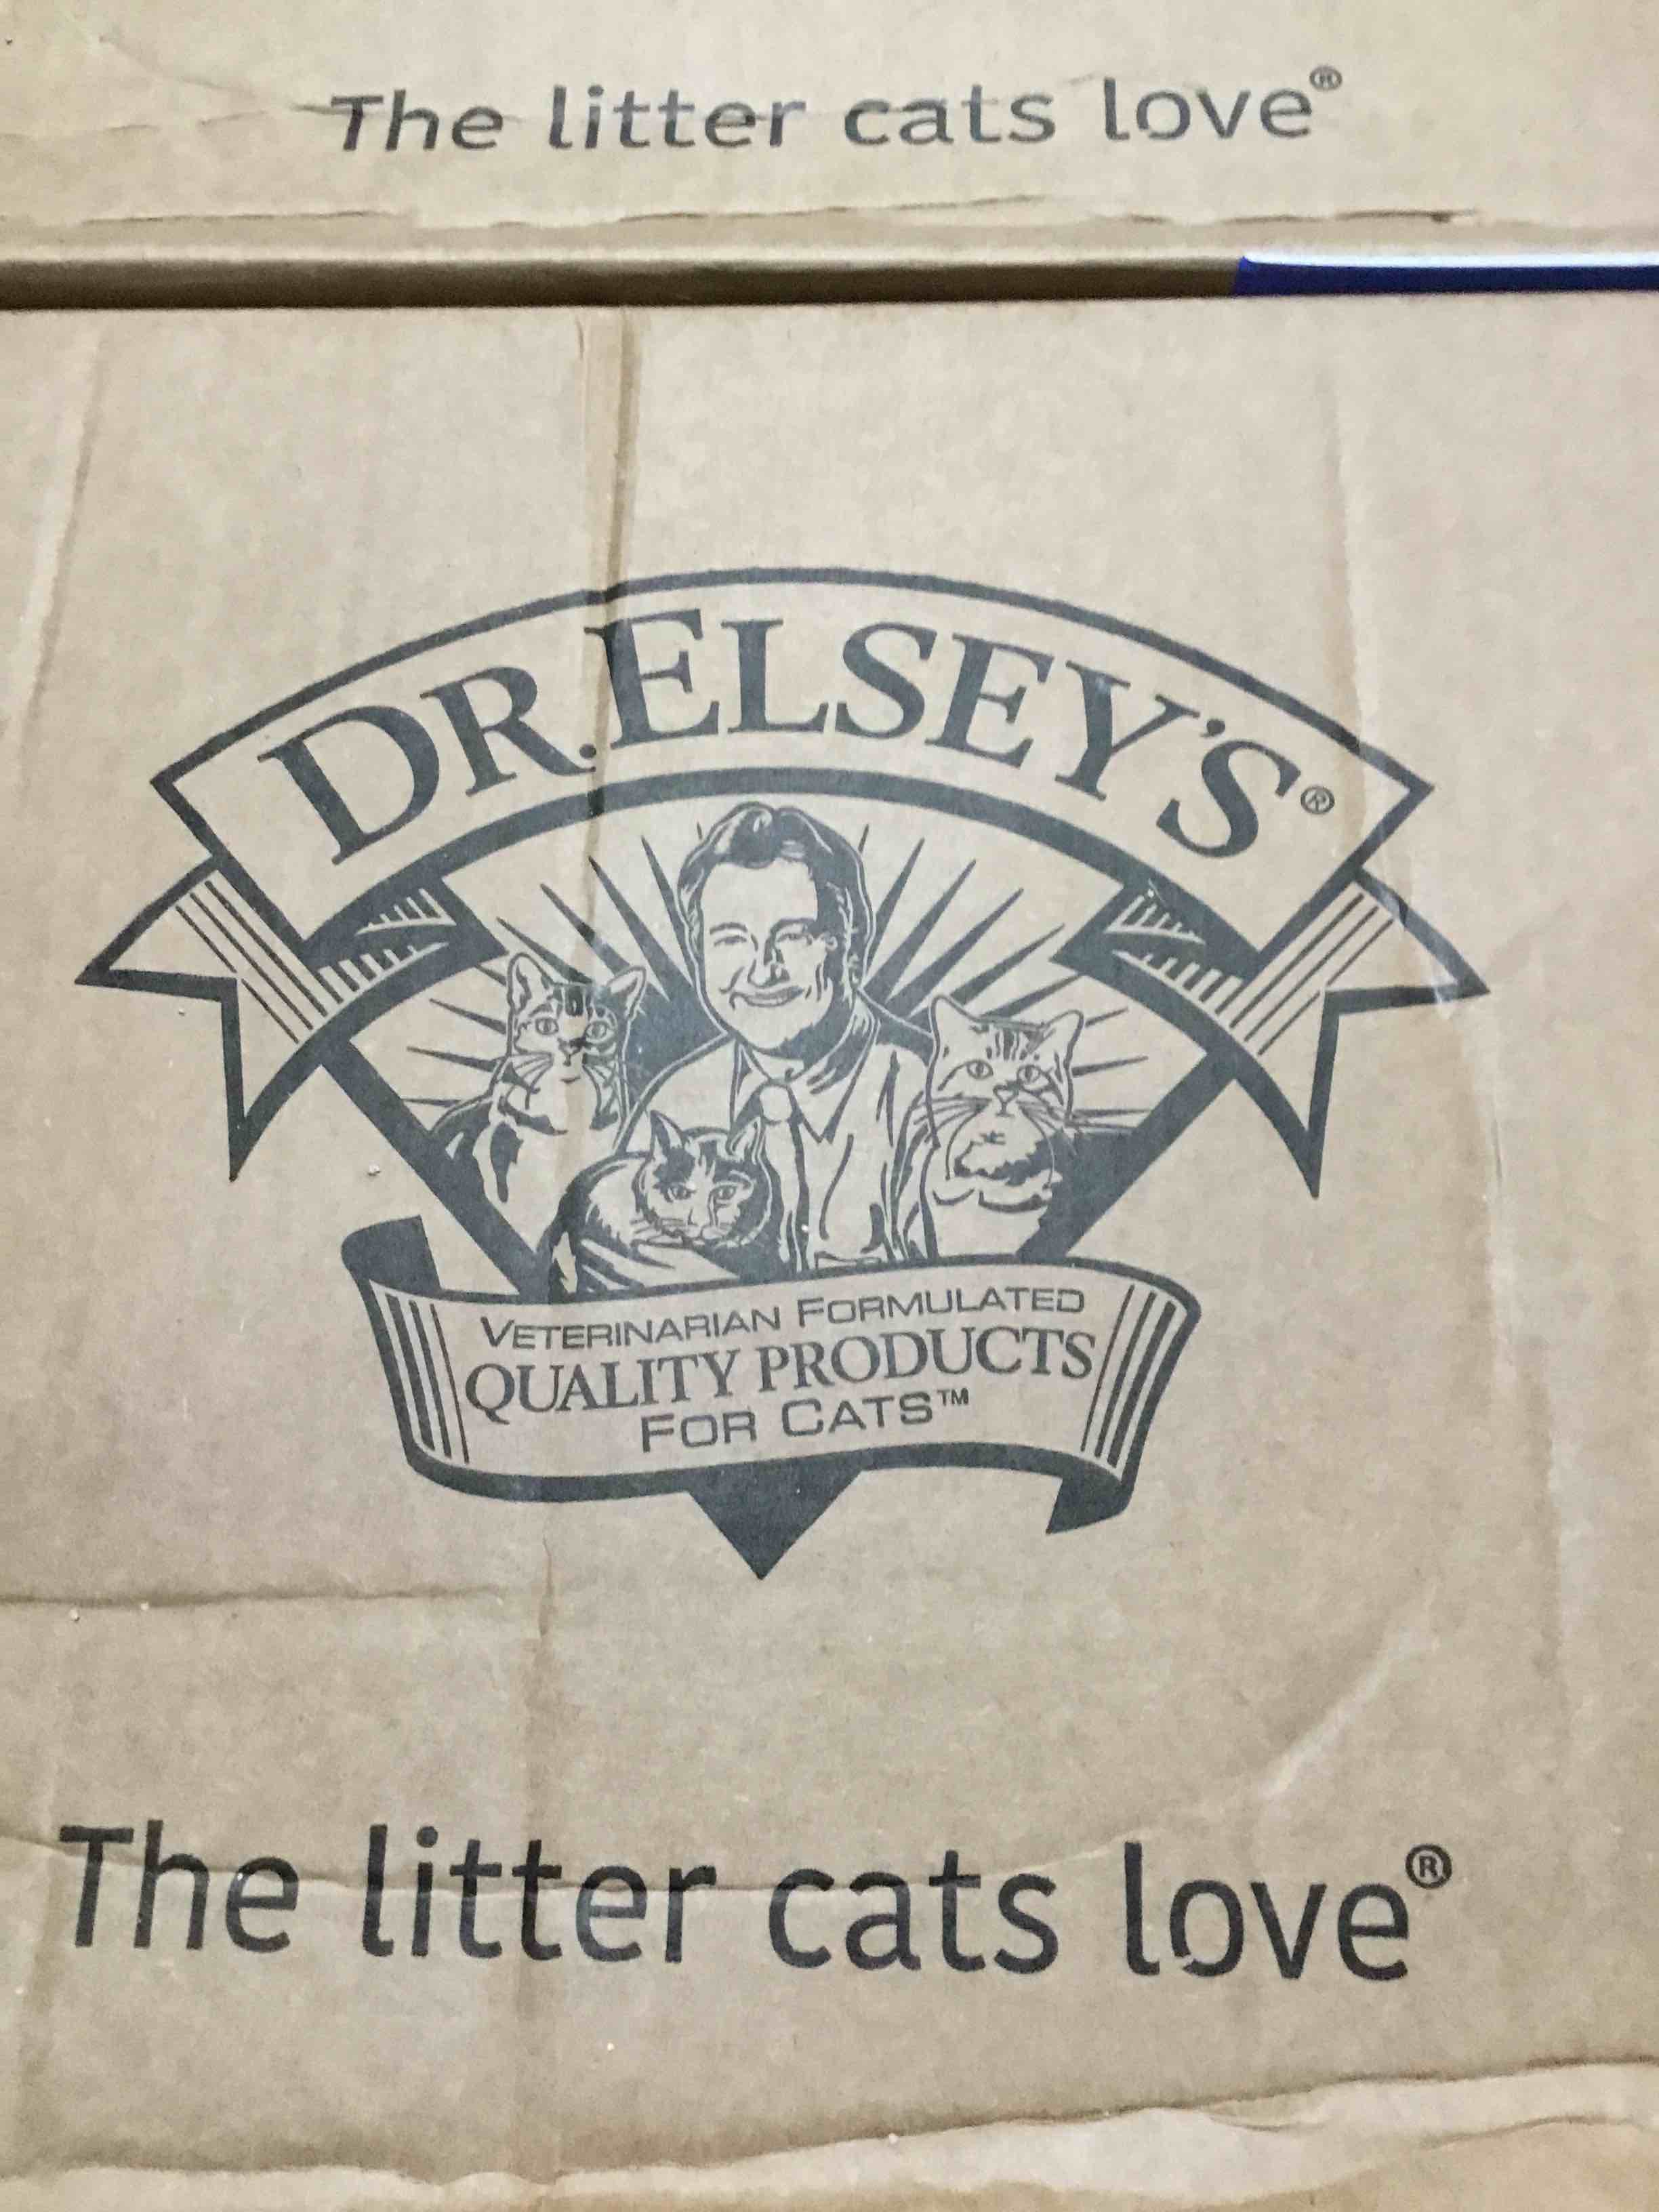 The litter cats love®
DR. ELSEY'S®
VETERINARIAN FORMULATED
QUALITY PRODUCTS
FOR CATS™
The litter cats love®